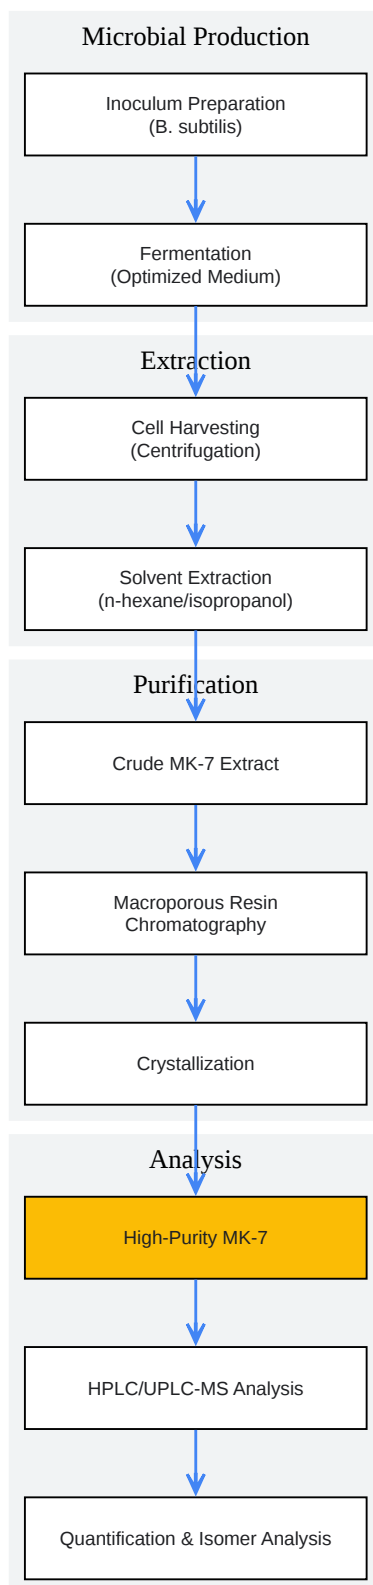 Microbial Production
Inoculum Preparation
(B. subtilis)
Fermentation
(Optimized Medium)
Extraction
Cell Harvesting
(Centrifugation)
Solvent Extraction
(n-hexane/isopropanol)
Purification
Crude MK-7 Extract
Macroporous Resin
Chromatography
Crystallization
Analysis
High-Purity MK-7
HPLC/UPLC-MS Analysis
Quantification & Isomer Analysis